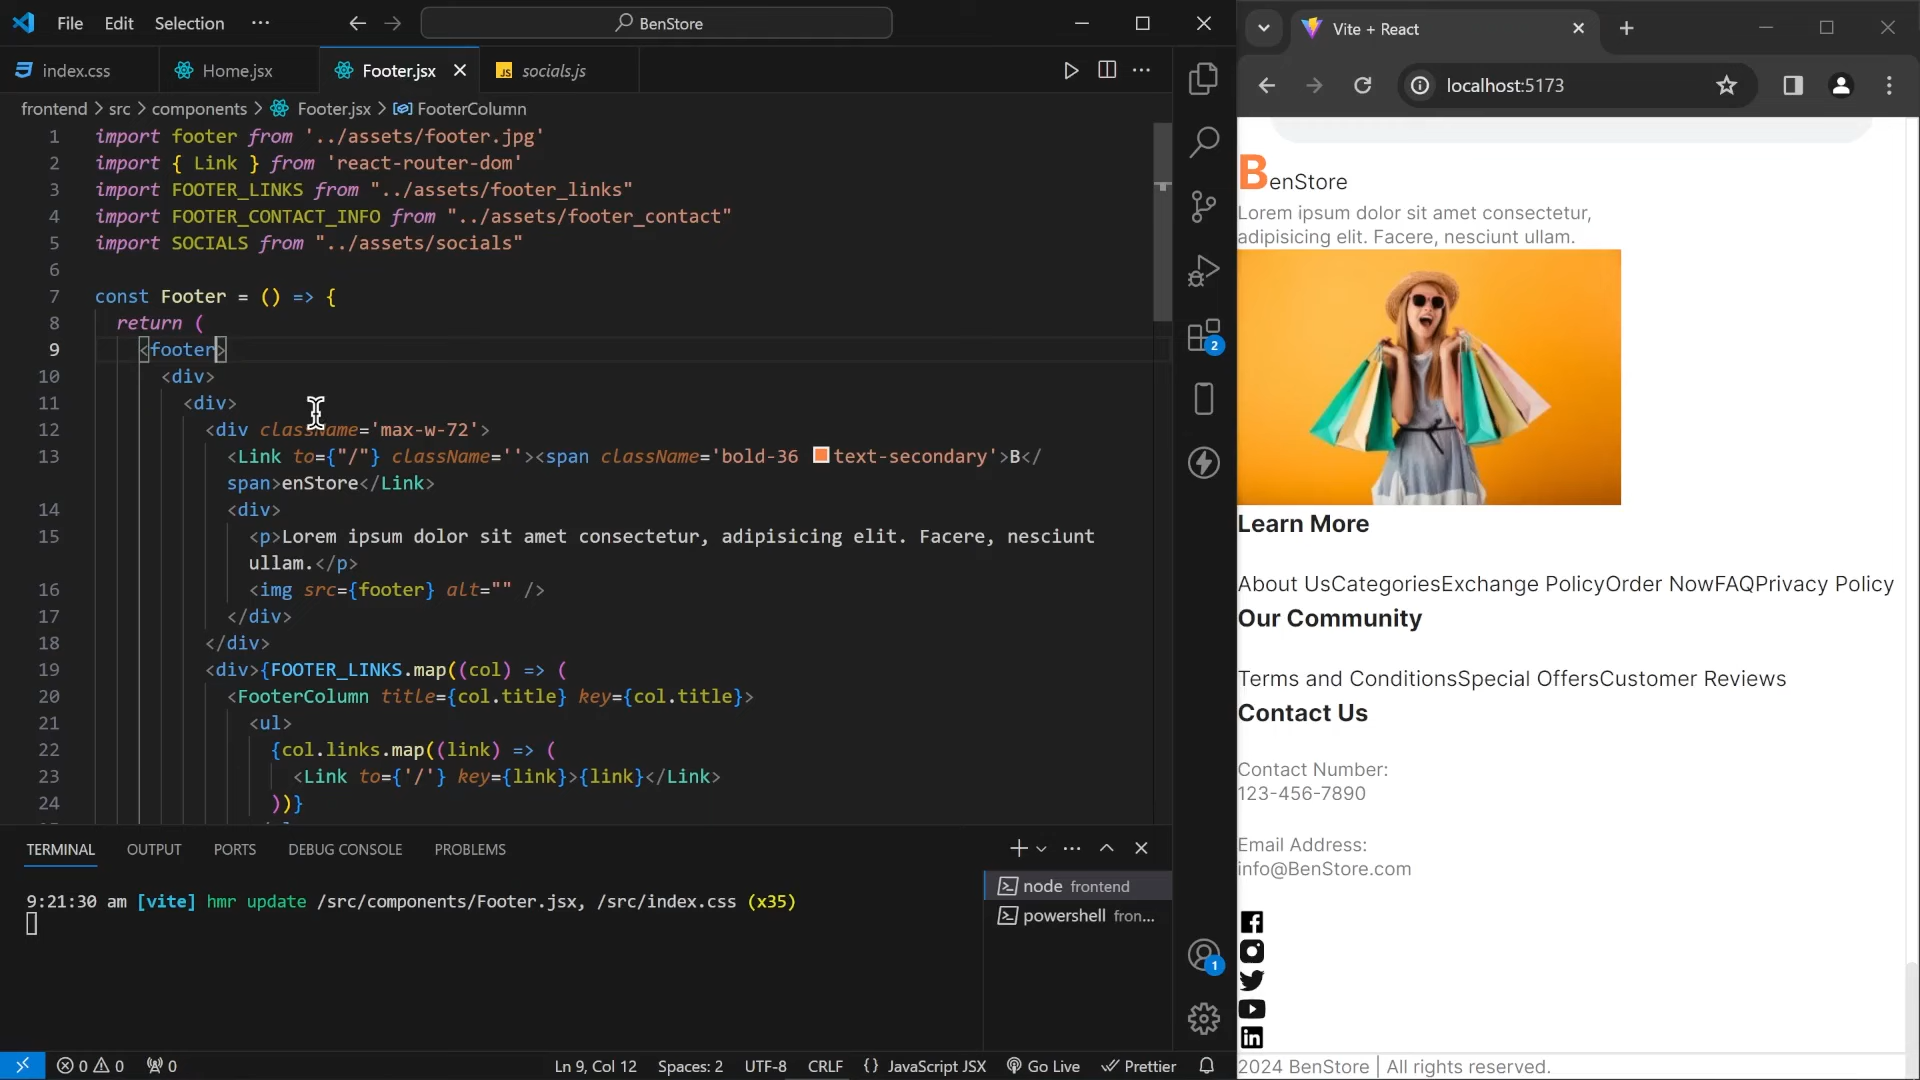 File Edit Selection ··· BenStore
index.css Home.jsx Footer.jsx socials.js
frontend > src > components > Footer.jsx > FooterColumn
1 import footer from '../assets/footer.jpg'
2 import { Link } from 'react-router-dom'
3 import FOOTER_LINKS from "../assets/footer_links"
4 import FOOTER_CONTACT_INFO from "../assets/footer_contact"
5 import SOCIALS from "../assets/socials"
6
7 const Footer = () => {
8 return (
9 <footer>
10 <div>
11 <div>
12 <div className='max-w-72'>
13 <Link to={"/"} className=''><span className='bold-36 text-secondary'>B</
span>enStore</Link>
14 <div>
15 <p>Lorem ipsum dolor sit amet consectetur, adipisicing elit. Facere, nesciunt
ullam.</p>
16 <img src={footer} alt="" />
17 </div>
18 </div>
19 <div>{FOOTER_LINKS.map((col) => (
20 <FooterColumn title={col.title} key={col.title}>
21 <ul>
22 {col.links.map((link) => (
23 <Link to={'/'} key={link}>{link}</Link>
24 ))}
TERMINAL OUTPUT PORTS DEBUG CONSOLE PROBLEMS
9:21:30 am [vite] hmr update /src/components/Footer.jsx, /src/index.css (x35)
node frontend
powershell fron...
2
1
0 0 0 Ln 9, Col 12 Spaces: 2 UTF-8 CRLF {} JavaScript JSX Go Live Prettier
Vite + React
localhost:5173
BenStore
Lorem ipsum dolor sit amet consectetur,
adipisicing elit. Facere, nesciunt ullam.
Learn More
About UsCategoriesExchange PolicyOrder NowFAQPrivacy Policy
Our Community
Terms and ConditionsSpecial OffersCustomer Reviews
Contact Us
Contact Number:
123-456-7890
Email Address:
info@BenStore.com
2024 BenStore | All rights reserved.